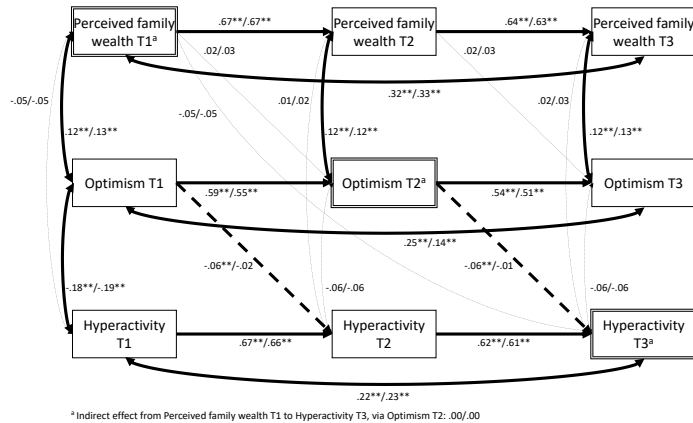 Perceived family
wealth T1ᵃ
.67**/.67**
Perceived family
wealth T2
.64**/.63**
Perceived family
wealth T3
.02/.03
.02/.03
-.05/-.05
.01/.02
-.05/-.05
.32**/.33**
.02/.03
.12**/.13**
.12**/.12**
.12**/.13**
Optimism T1
.59**/.55**
Optimism T2ᵃ
.54**/.51**
Optimism T3
.25**/.14**
-.06**/-.02
-.06**/-.01
-.18**/-.19**
-.06/-.06
-.06/-.06
Hyperactivity
T1
.67**/.66**
Hyperactivity
T2
.62**/.61**
Hyperactivity
T3ᵃ
.22**/.23**
ᵃ Indirect effect from Perceived family wealth T1 to Hyperactivity T3, via Optimism T2: .00/.00